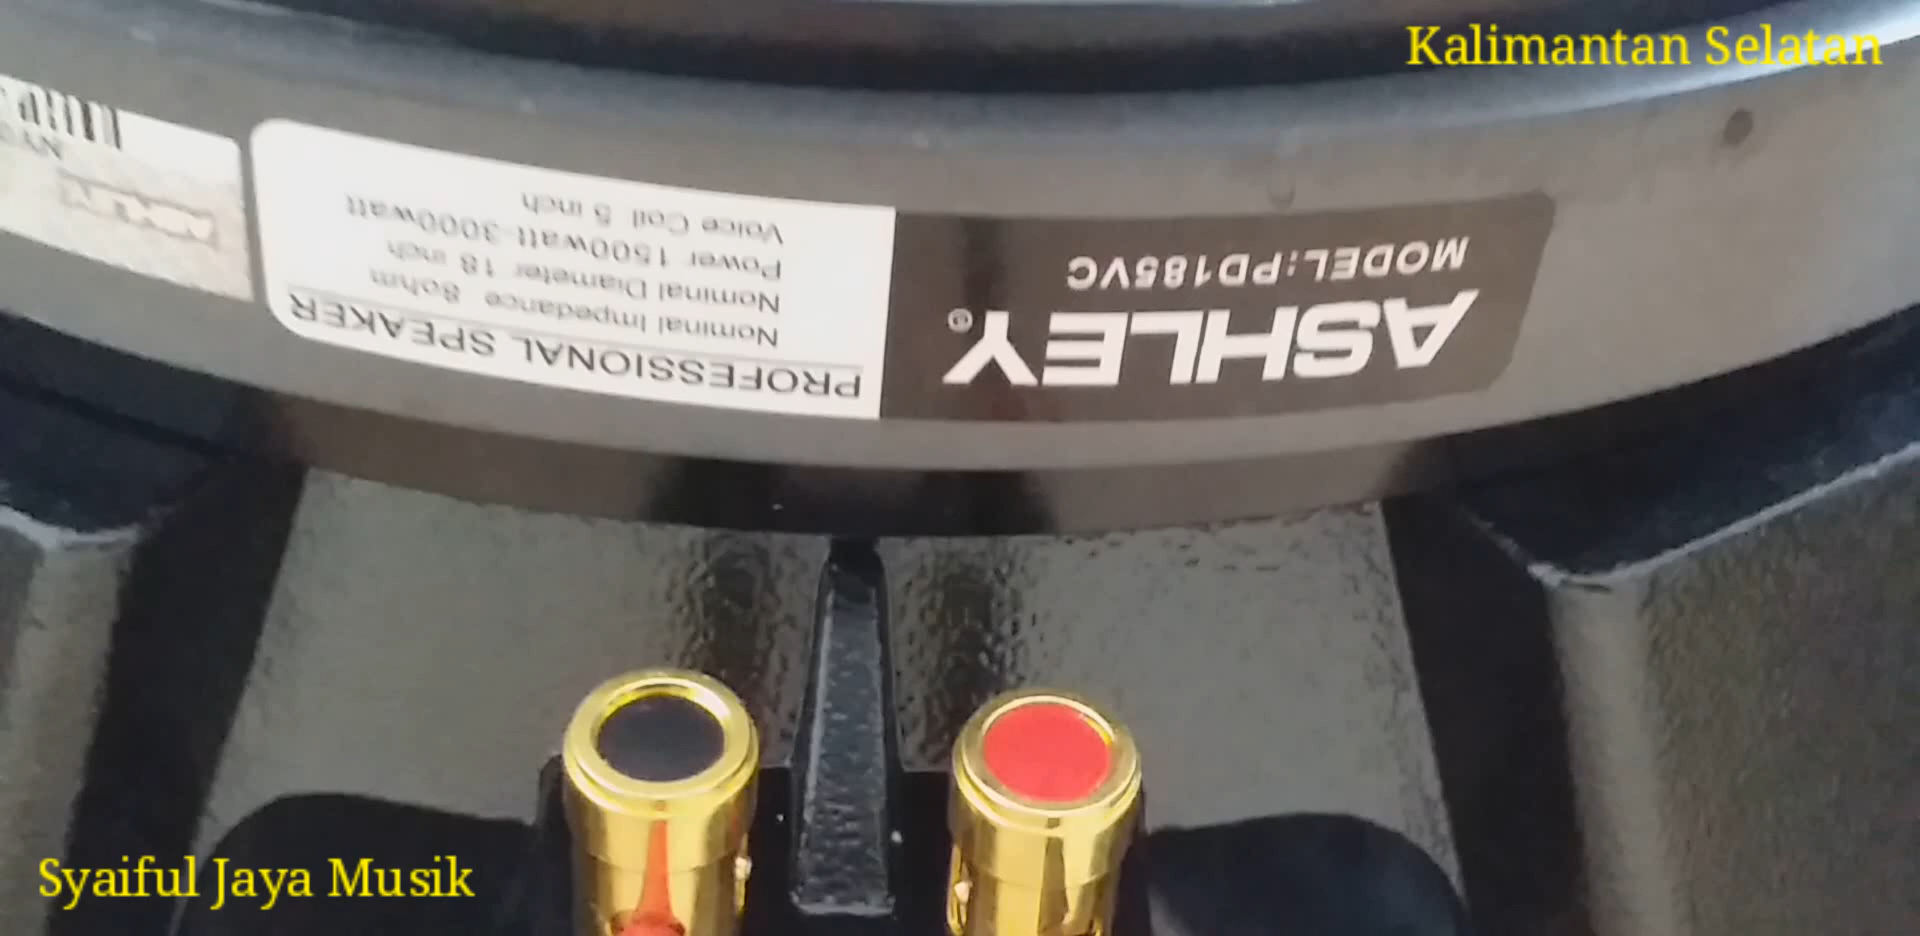 Kalimantan Selatan
ASHLEY
MODEL:PD185VC
PROFESSIONAL SPEAKER
Nominal Impedance 8ohm
Nominal Diameter 18 inch
Power 1500watt-3000watt
Voice Coil 5 inch
ASHLEY
Syaiful Jaya Musik